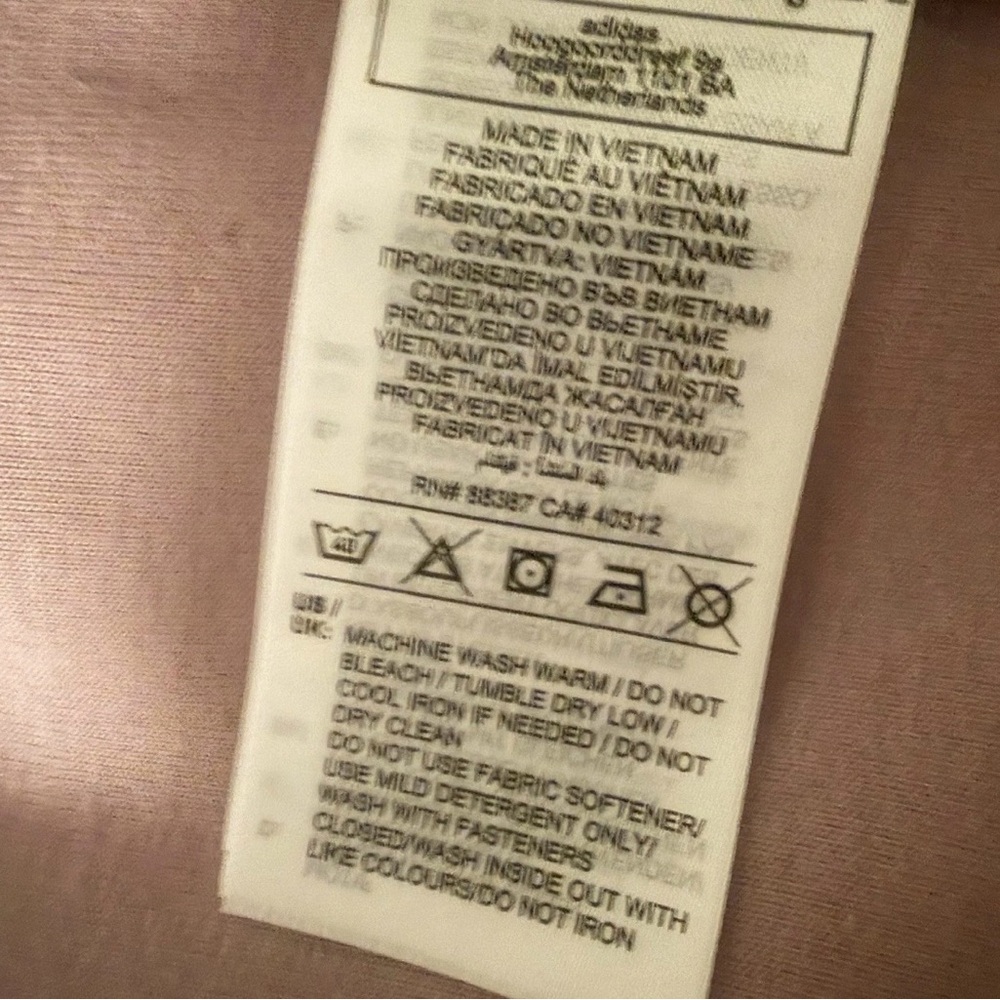 adidas
Hoogoorddreef 9a
Amsterdam 1101 BA
The Netherlands
MADE IN VIETNAM
FABRIQUÉ AU VIÊTNAM
FABRICADO EN VIETNAM
FABRICADO NO VIETNAME
GYÁRTVA: VIETNÁM
ПРОИЗВЕДЕНО ВЪВ ВИЕТНАМ
СДЕЛАНО ВО ВЬЕТНАМЕ
PROIZVEDENO U VIJETNAMU
VIETNAM'DA İMAL EDİLMİŞTİR.
ВЬЕТНАМДА ЖАСАЛҒАН
PROIZVEDENO U VIJETNAMU
FABRICAT ÎN VIETNAM
RN# 88387 CA# 40312
40
US /
UK: MACHINE WASH WARM / DO NOT
BLEACH / TUMBLE DRY LOW /
COOL IRON IF NEEDED / DO NOT
DRY CLEAN
DO NOT USE FABRIC SOFTENER/
USE MILD DETERGENT ONLY/
WASH WITH FASTENERS
CLOSED/WASH INSIDE OUT WITH
LIKE COLOURS/DO NOT IRON